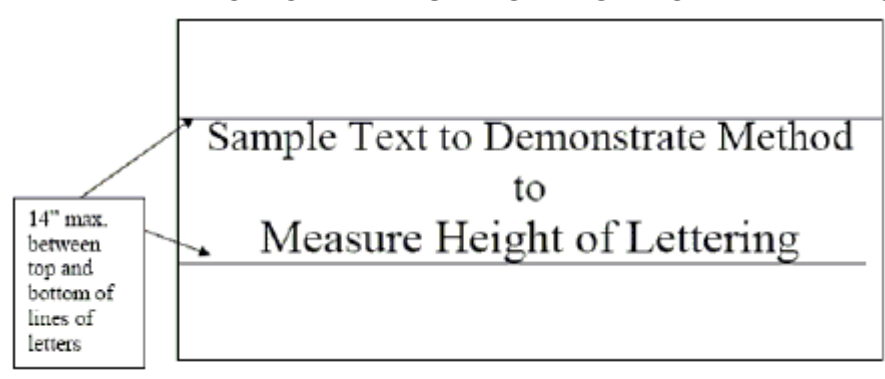 Sample Text to Demonstrate Method
to
Measure Height of Lettering
14” max.
between
top and
bottom of
lines of
letters